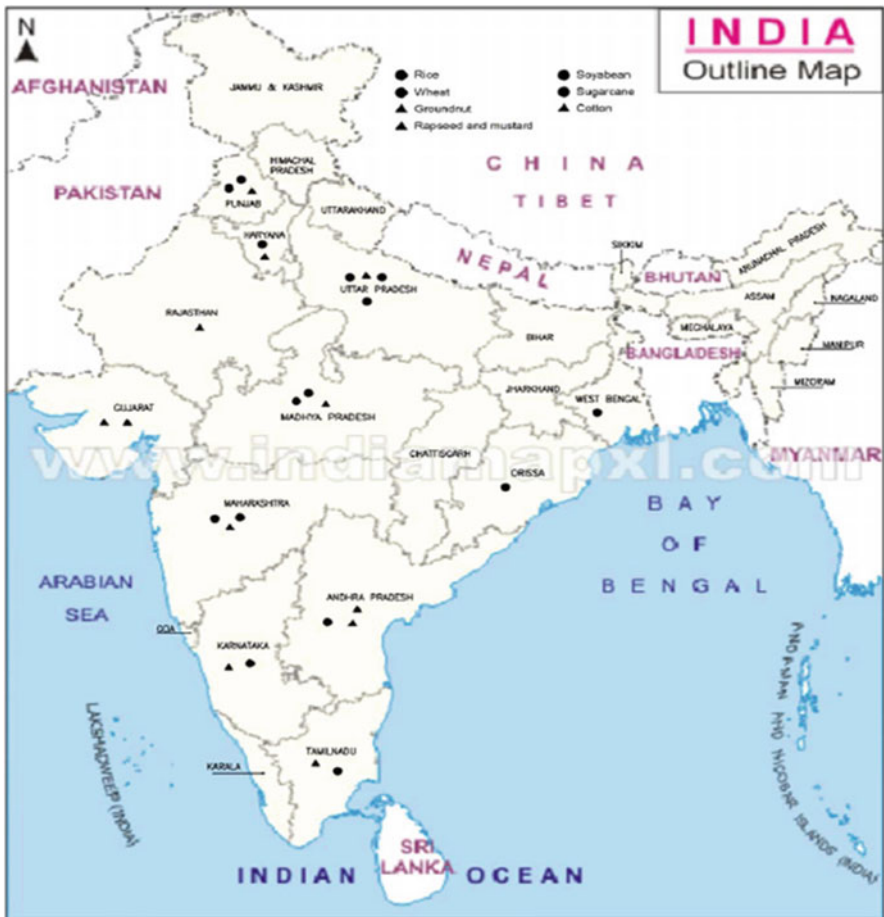 N
INDIA
Outline Map
Rice
Wheat
Groundnut
Rapseed and mustard
Soyabean
Sugarcane
Cotton
AFGHANISTAN
JAMMU & KASHMIR
CHINA
TIBET
PAKISTAN
HIMACHAL
PRADESH
PUNJAB
UTTARAKHAND
HARYANA
NEPAL
SIKKIM
BHUTAN
ARUNACHAL PRADESH
UTTAR PRADESH
ASSAM
NAGALAND
RAJASTHAN
MEGHALAYA
BIHAR
BANGLADESH
MANIPUR
MIZORAM
JHARKHAND
WEST BENGAL
GUJARAT
MADHYA PRADESH
CHATTISGARH
www.indiamapxl.com
MYANMAR
ORISSA
MAHARASHTRA
BAY
OF
BENGAL
ARABIAN
SEA
ANDHRA PRADESH
GOA
KARNATAKA
ANDAMAN AND NICOBAR ISLANDS (INDIA)
LAKSHADWEEP (INDIA)
TAMILNADU
KARALA
SRI
LANKA
INDIAN OCEAN